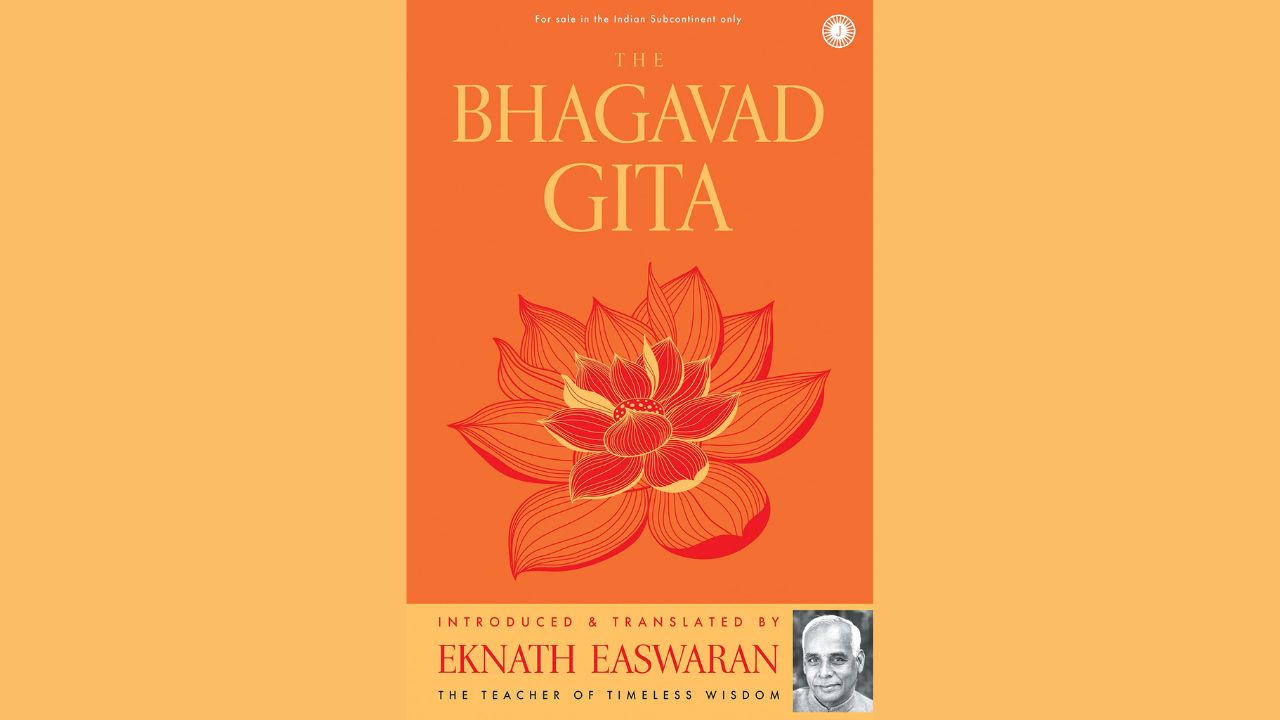 For sale in the Indian Subcontinent only
J
THE
BHAGAVAD
GITA
INTRODUCED & TRANSLATED BY
EKNATH EASWARAN
THE TEACHER OF TIMELESS WISDOM